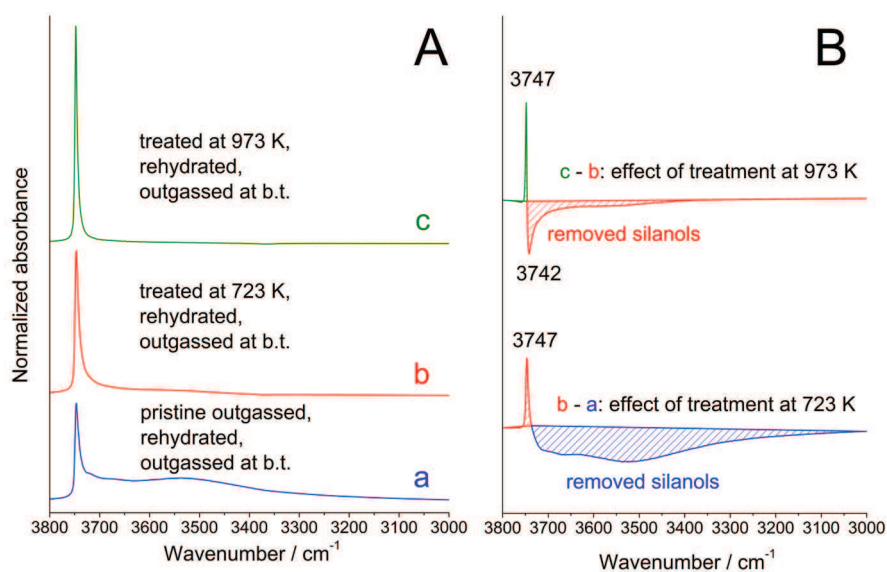 A
treated at 973 K,
rehydrated,
outgassed at b.t.
c
treated at 723 K,
rehydrated,
outgassed at b.t.
b
pristine outgassed,
rehydrated,
outgassed at b.t.
a
Normalized absorbance
3800 3700 3600 3500 3400 3300 3200 3100 3000
Wavenumber / cm⁻¹
B
3747
c - b: effect of treatment at 973 K
removed silanols
3742
3747
b - a: effect of treatment at 723 K
removed silanols
3800 3700 3600 3500 3400 3300 3200 3100 3000
Wavenumber / cm⁻¹